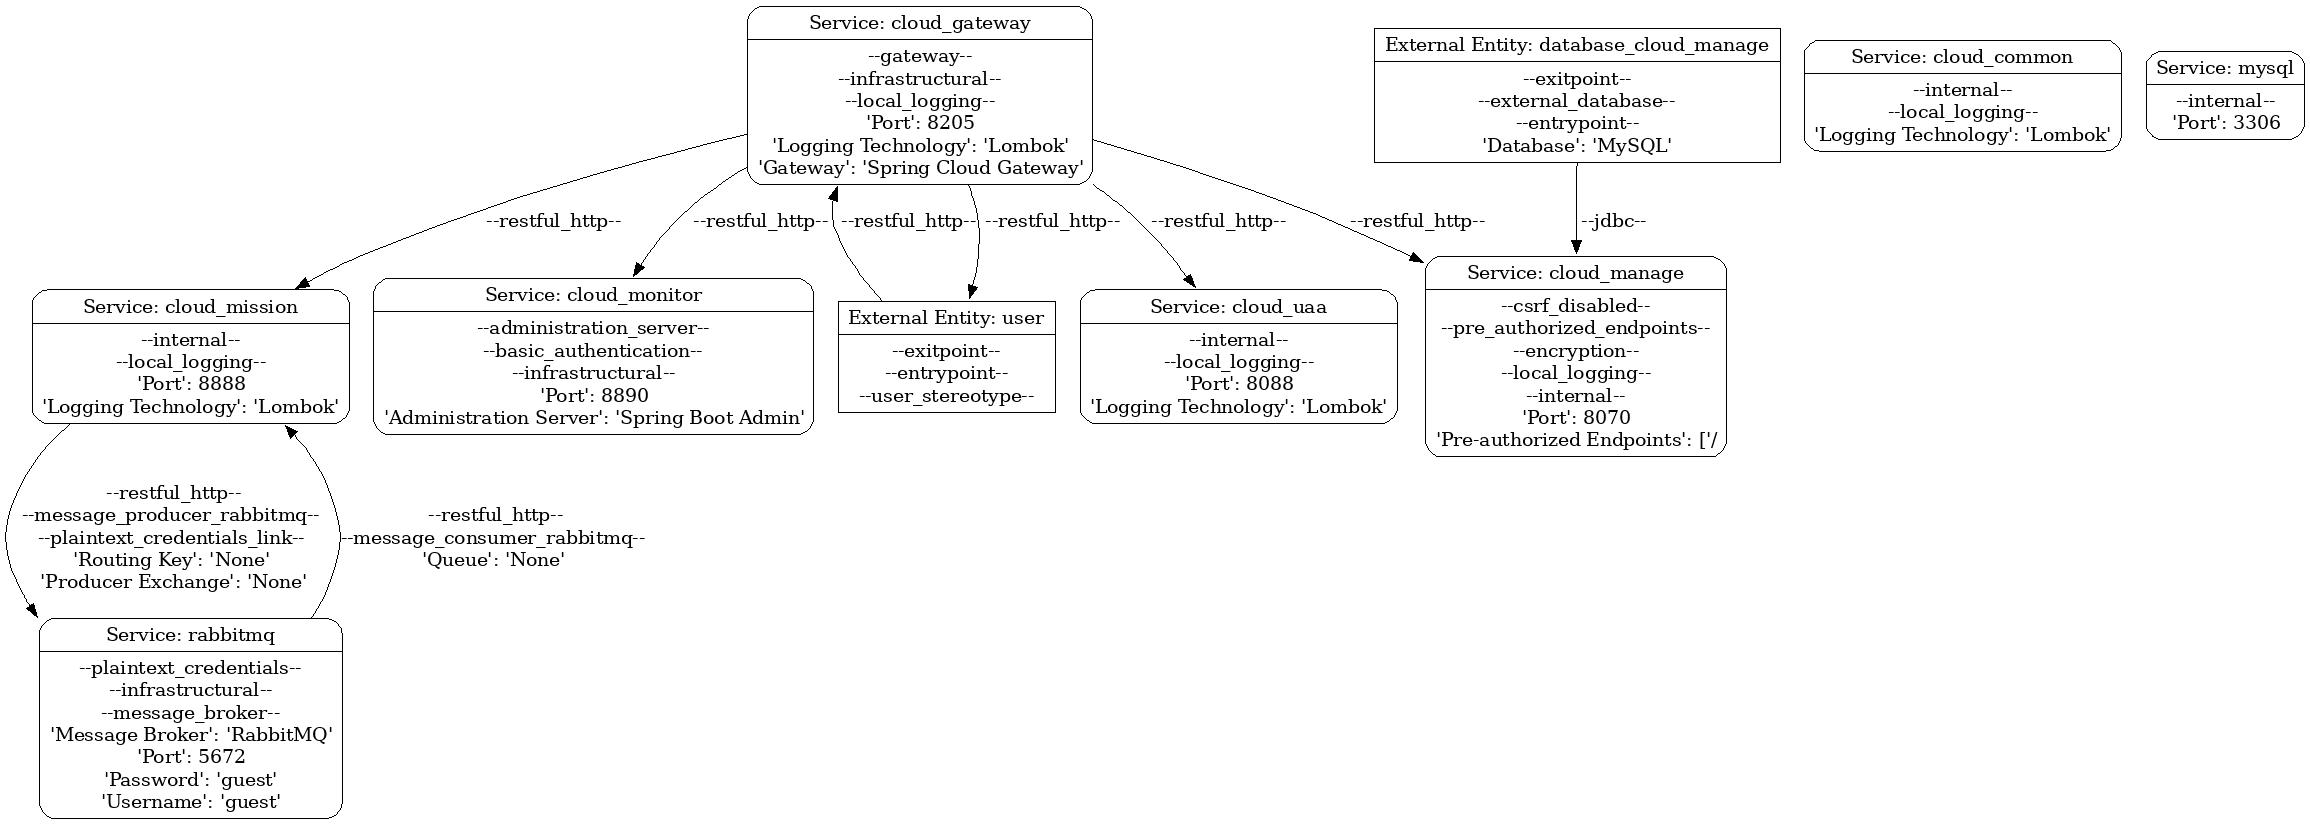 Service: cloud_gateway
--gateway--
--infrastructural--
--local_logging--
'Port': 8205
'Logging Technology': 'Lombok'
'Gateway': 'Spring Cloud Gateway'
External Entity: database_cloud_manage
--exitpoint--
--external_database--
--entrypoint--
'Database': 'MySQL'
Service: cloud_common
--internal--
--local_logging--
'Logging Technology': 'Lombok'
Service: mysql
--internal--
'Port': 3306
--restful_http--
--restful_http--
--restful_http--
--restful_http--
--restful_http--
--restful_http--
--jdbc--
Service: cloud_mission
--internal--
--local_logging--
'Port': 8888
'Logging Technology': 'Lombok'
Service: cloud_monitor
--administration_server--
--basic_authentication--
--infrastructural--
'Port': 8890
'Administration Server': 'Spring Boot Admin'
External Entity: user
--exitpoint--
--entrypoint--
--user_stereotype--
Service: cloud_uaa
--internal--
--local_logging--
'Port': 8088
'Logging Technology': 'Lombok'
Service: cloud_manage
--csrf_disabled--
--pre_authorized_endpoints--
--encryption--
--local_logging--
--internal--
'Port': 8070
'Pre-authorized Endpoints': ['/
--restful_http--
--message_producer_rabbitmq--
--plaintext_credentials_link--
'Routing Key': 'None'
'Producer Exchange': 'None'
--restful_http--
--message_consumer_rabbitmq--
'Queue': 'None'
Service: rabbitmq
--plaintext_credentials--
--infrastructural--
--message_broker--
'Message Broker': 'RabbitMQ'
'Port': 5672
'Password': 'guest'
'Username': 'guest'